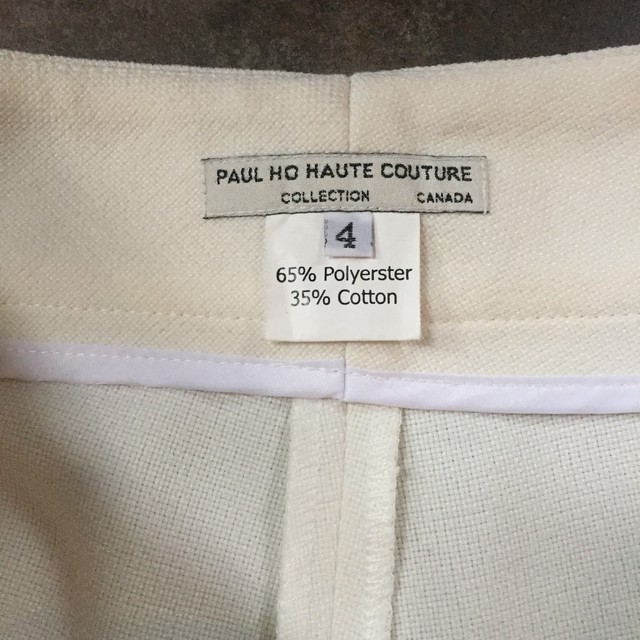 PAUL HO HAUTE COUTURE
COLLECTION CANADA
4
65% Polyerster
35% Cotton